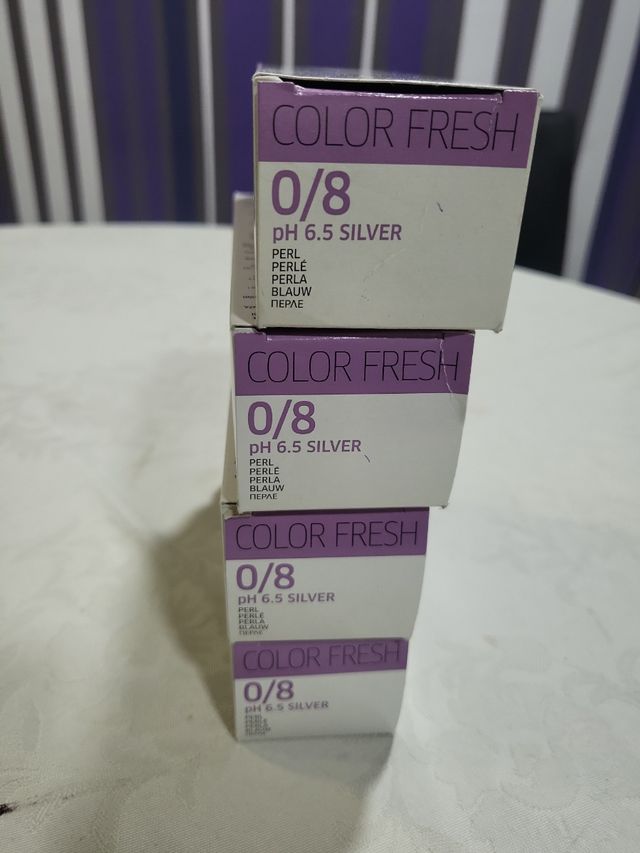 COLOR FRESH
0/8
pH 6.5 SILVER
PERL
PERLÉ
PERLA
BLAUW
ΠΕΡΛΕ
COLOR FRESH
0/8
pH 6.5 SILVER
PERL
PERLÉ
PERLA
BLAUW
ΠΕΡΛΕ
COLOR FRESH
0/8
pH 6.5 SILVER
PERL
PERLÉ
PERLA
BLAUW
ΠΕΡΛΕ
COLOR FRESH
0/8
pH 6.5 SILVER